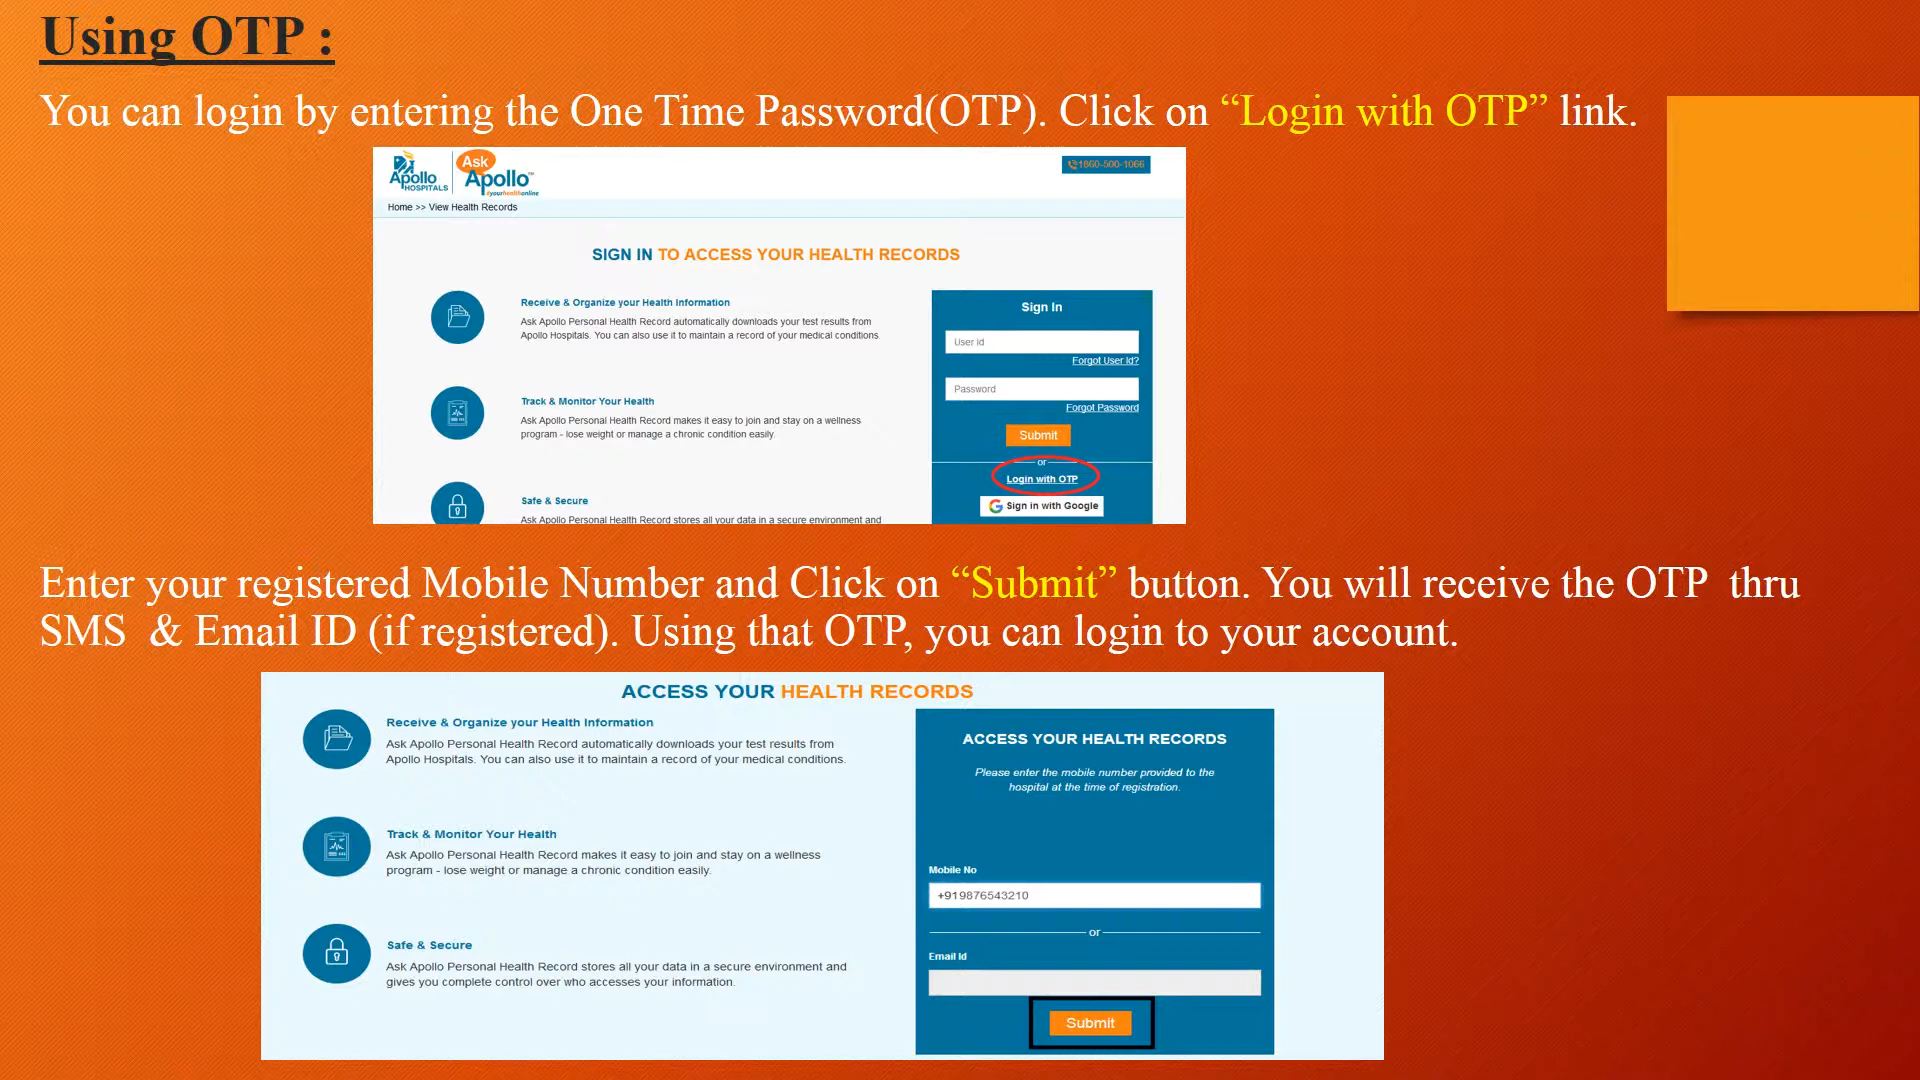 Using OTP :
You can login by entering the One Time Password(OTP). Click on “Login with OTP” link.
Apollo
HOSPITALS
Ask
Apollo™
#yourhealthonline
1860-500-1066
Home >> View Health Records
SIGN IN TO ACCESS YOUR HEALTH RECORDS
Receive & Organize your Health Information
Ask Apollo Personal Health Record automatically downloads your test results from
Apollo Hospitals. You can also use it to maintain a record of your medical conditions.
Track & Monitor Your Health
Ask Apollo Personal Health Record makes it easy to join and stay on a wellness
program - lose weight or manage a chronic condition easily.
Safe & Secure
Ask Apollo Personal Health Record stores all your data in a secure environment and
Sign In
User id
Forgot User Id?
Password
Forgot Password
Submit
or
Login with OTP
Sign in with Google
Enter your registered Mobile Number and Click on “Submit” button. You will receive the OTP thru
SMS & Email ID (if registered). Using that OTP, you can login to your account.
ACCESS YOUR HEALTH RECORDS
Receive & Organize your Health Information
Ask Apollo Personal Health Record automatically downloads your test results from
Apollo Hospitals. You can also use it to maintain a record of your medical conditions.
Track & Monitor Your Health
Ask Apollo Personal Health Record makes it easy to join and stay on a wellness
program - lose weight or manage a chronic condition easily.
Safe & Secure
Ask Apollo Personal Health Record stores all your data in a secure environment and
gives you complete control over who accesses your information.
ACCESS YOUR HEALTH RECORDS
Please enter the mobile number provided to the
hospital at the time of registration.
Mobile No
+919876543210
or
Email Id
Submit